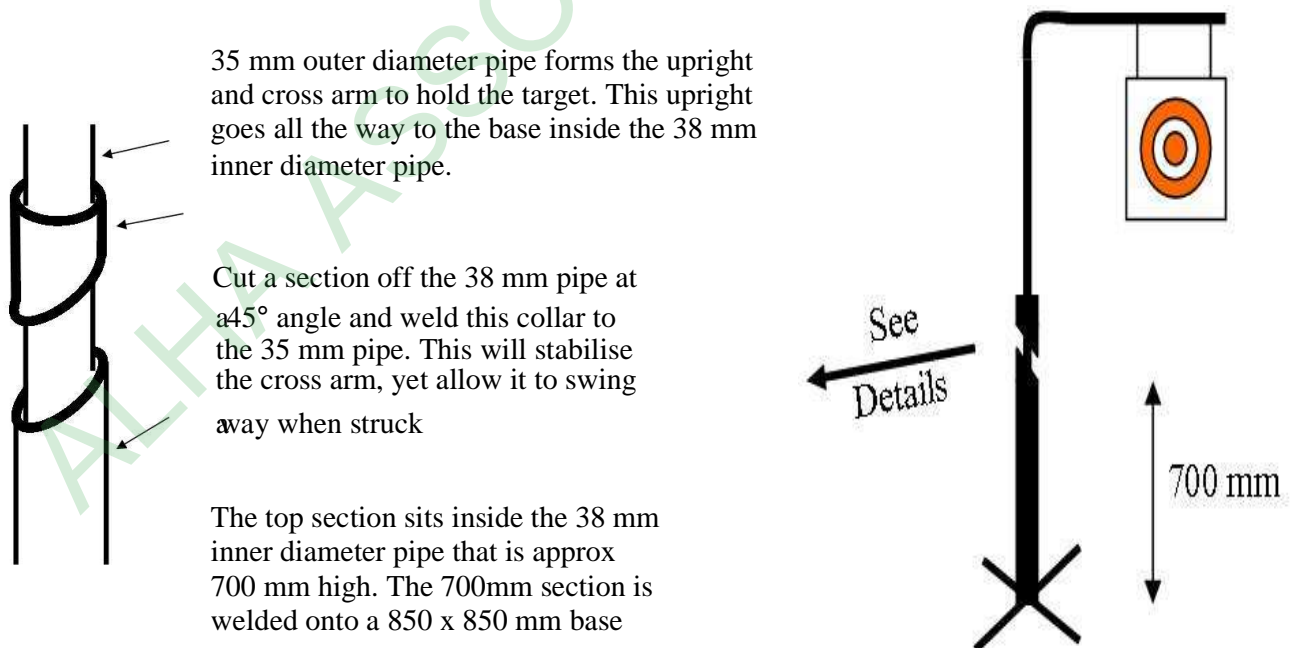 35 mm outer diameter pipe forms the upright
and cross arm to hold the target. This upright
goes all the way to the base inside the 38 mm
inner diameter pipe.
Cut a section off the 38 mm pipe at
a45° angle and weld this collar to
the 35 mm pipe. This will stabilise
the cross arm, yet allow it to swing
away when struck
The top section sits inside the 38 mm
inner diameter pipe that is approx
700 mm high. The 700mm section is
welded onto a 850 x 850 mm base
See
Details
700 mm
ALHA ASSO